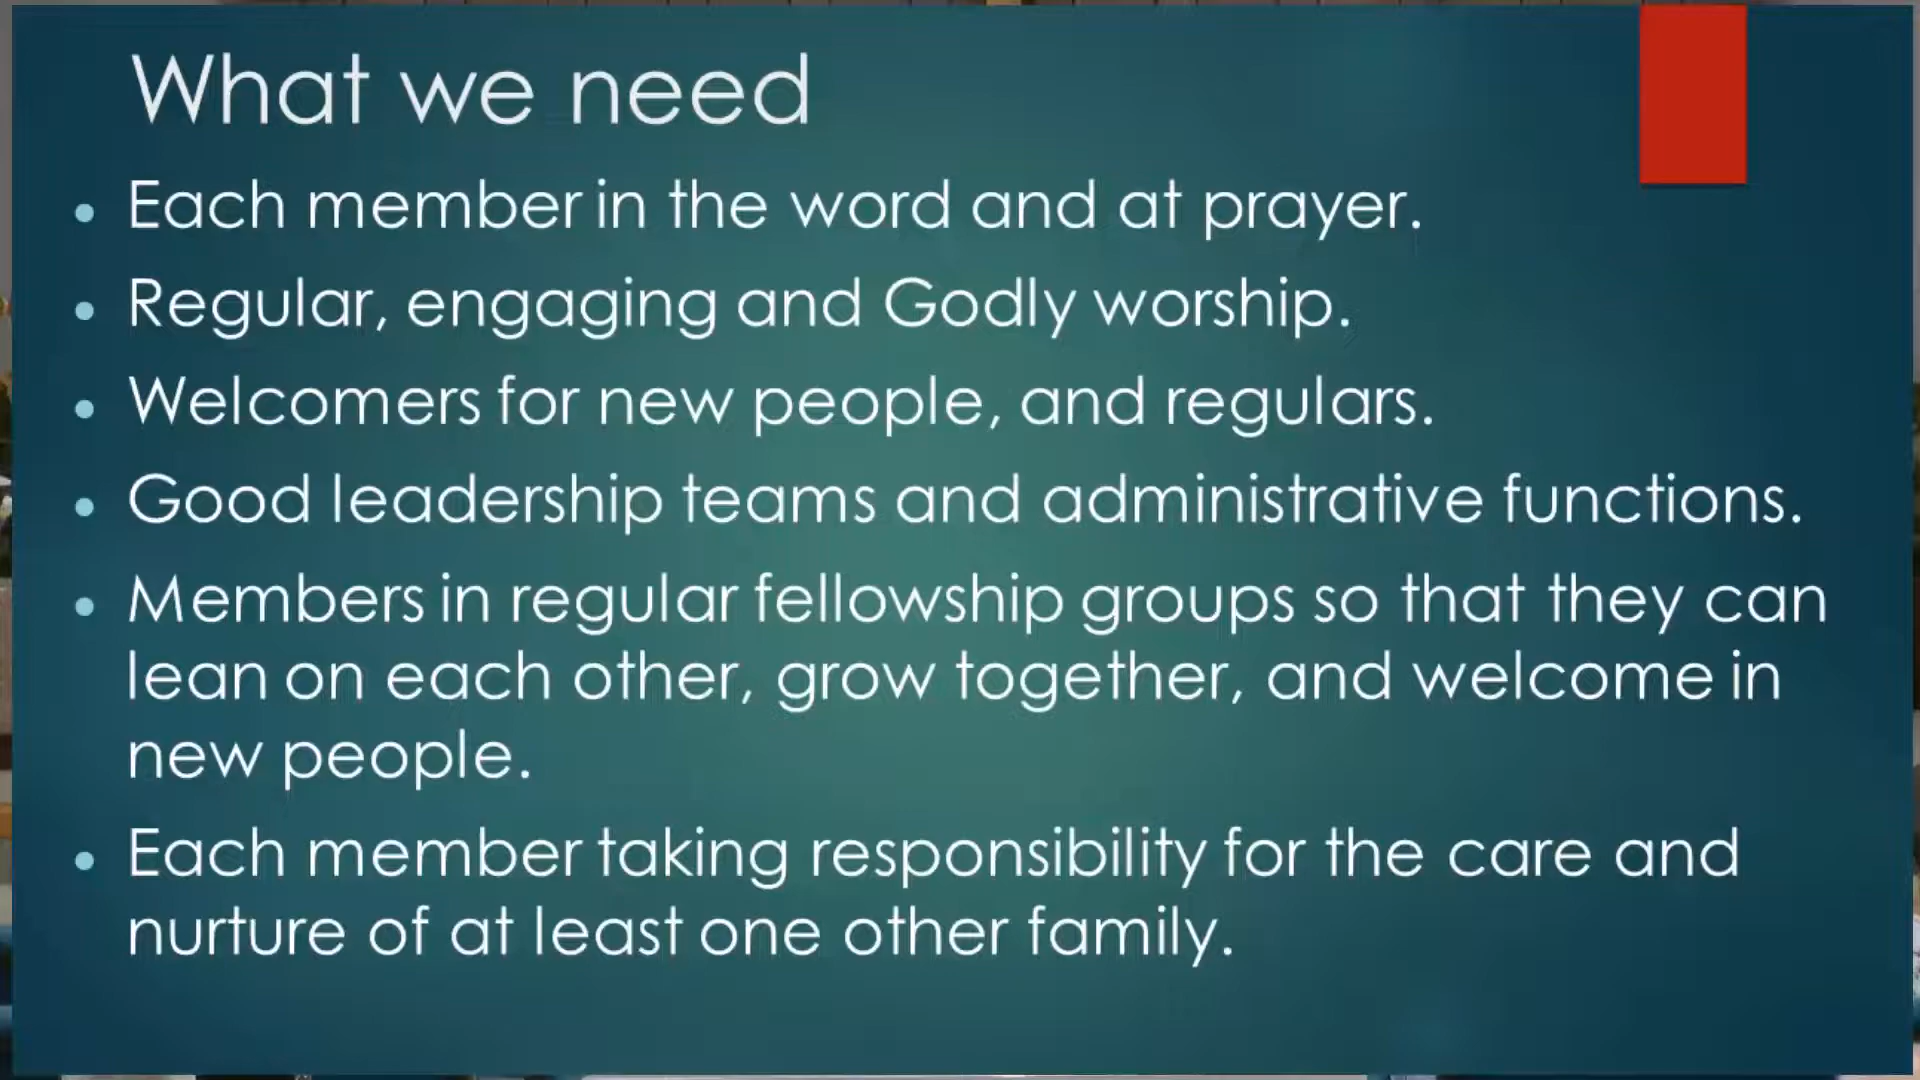 What we need
• Each member in the word and at prayer.
• Regular, engaging and Godly worship.
• Welcomers for new people, and regulars.
• Good leadership teams and administrative functions.
• Members in regular fellowship groups so that they can
lean on each other, grow together, and welcome in
new people.
• Each member taking responsibility for the care and
nurture of at least one other family.